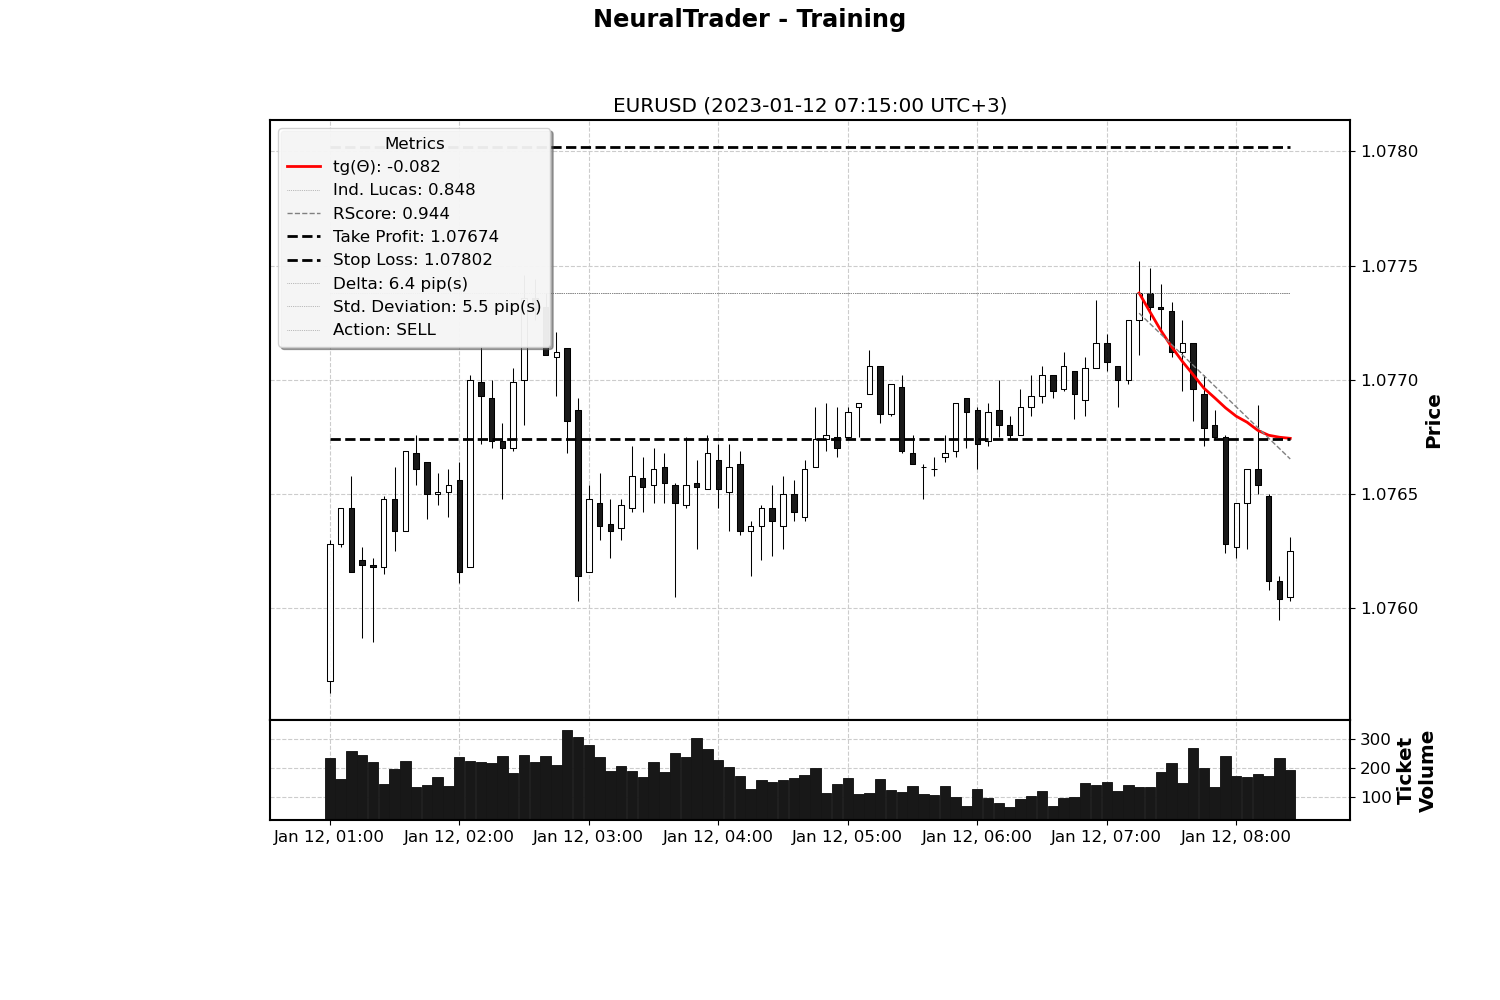 NeuralTrader - Training
EURUSD (2023-01-12 07:15:00 UTC+3)
Metrics
tg(Θ): -0.082
Ind. Lucas: 0.848
RScore: 0.944
Take Profit: 1.07674
Stop Loss: 1.07802
Delta: 6.4 pip(s)
Std. Deviation: 5.5 pip(s)
Action: SELL
1.0780
1.0775
1.0770
1.0765
1.0760
Price
300
200
100
Ticket
Volume
Jan 12, 01:00
Jan 12, 02:00
Jan 12, 03:00
Jan 12, 04:00
Jan 12, 05:00
Jan 12, 06:00
Jan 12, 07:00
Jan 12, 08:00